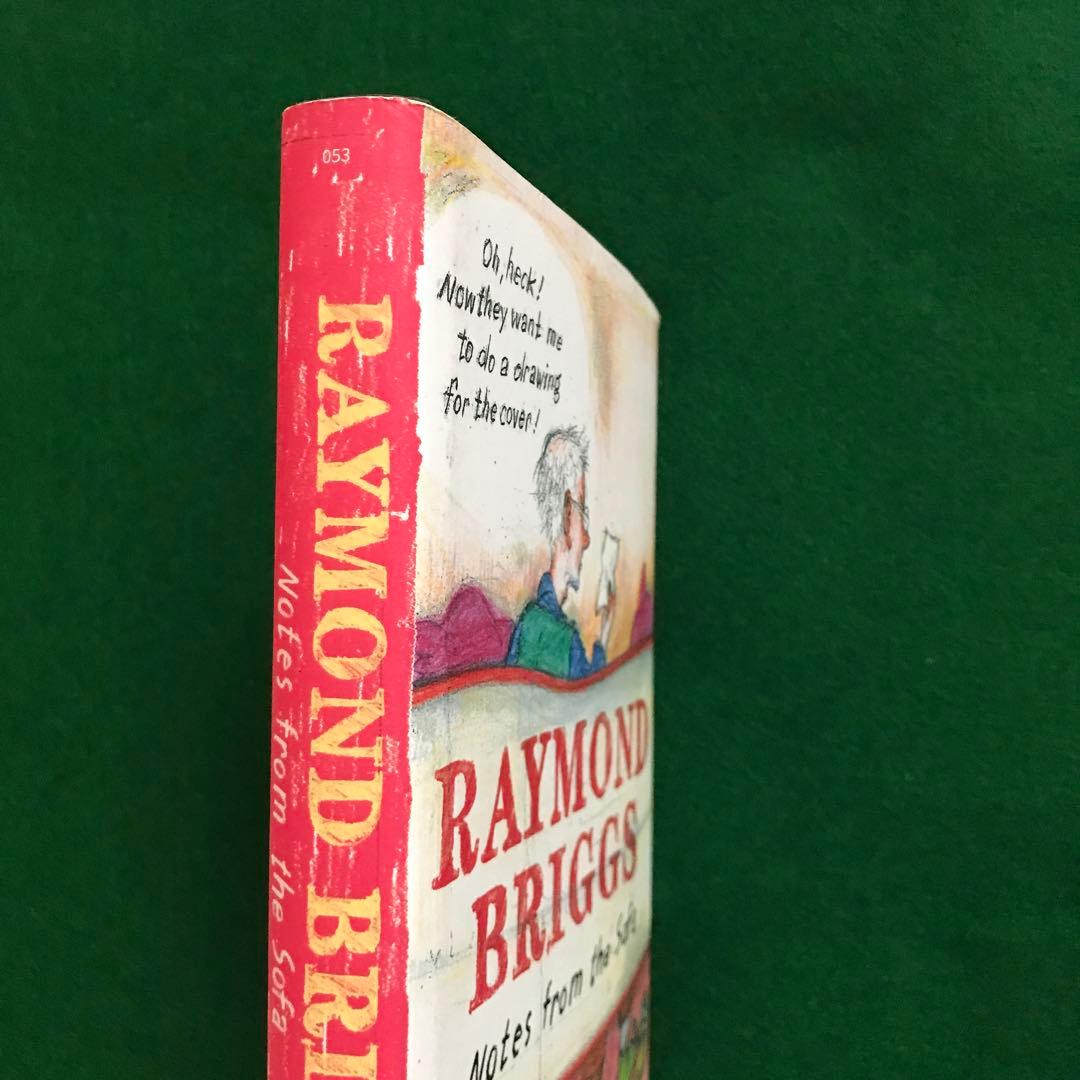 053
RAYMOND BRI
Notes from the Sofa
Oh, heck!
Now they want me
to do a drawing
for the cover!
RAYMOND
BRIGGS
Notes from the Sofa